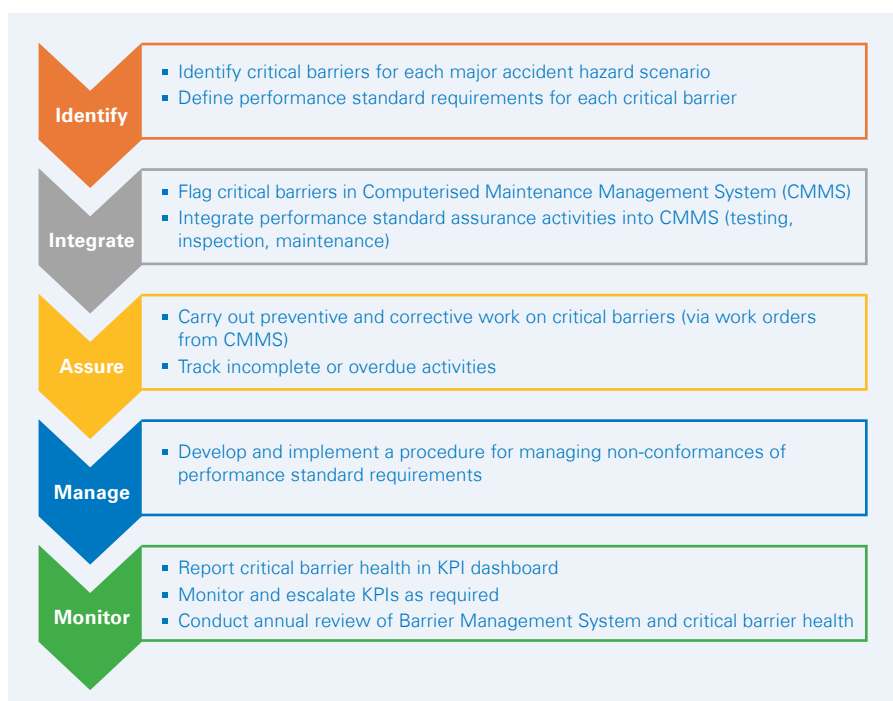 Identify
▪ Identify critical barriers for each major accident hazard scenario
▪ Define performance standard requirements for each critical barrier
Integrate
▪ Flag critical barriers in Computerised Maintenance Management System (CMMS)
▪ Integrate performance standard assurance activities into CMMS (testing,
inspection, maintenance)
Assure
▪ Carry out preventive and corrective work on critical barriers (via work orders
from CMMS)
▪ Track incomplete or overdue activities
Manage
▪ Develop and implement a procedure for managing non-conformances of
performance standard requirements
Monitor
▪ Report critical barrier health in KPI dashboard
▪ Monitor and escalate KPIs as required
▪ Conduct annual review of Barrier Management System and critical barrier health